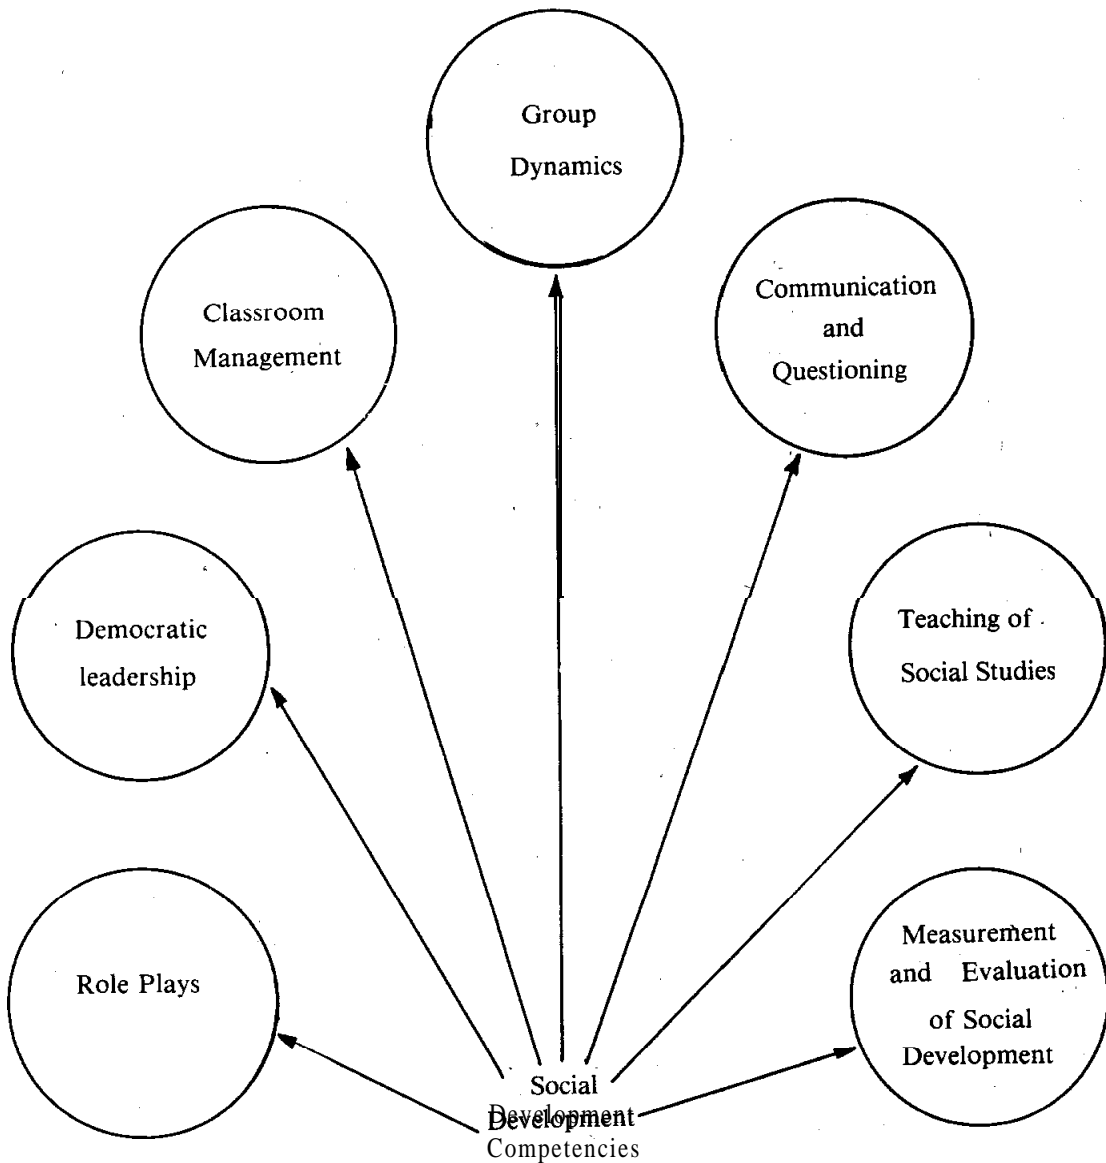 Group
Dynamics
Classroom
Management
Communication
and
Questioning
Democratic
leadership
Teaching of
Social Studies
Role Plays
Measurement
and Evaluation
of Social
Development
Social
Development
Competencies